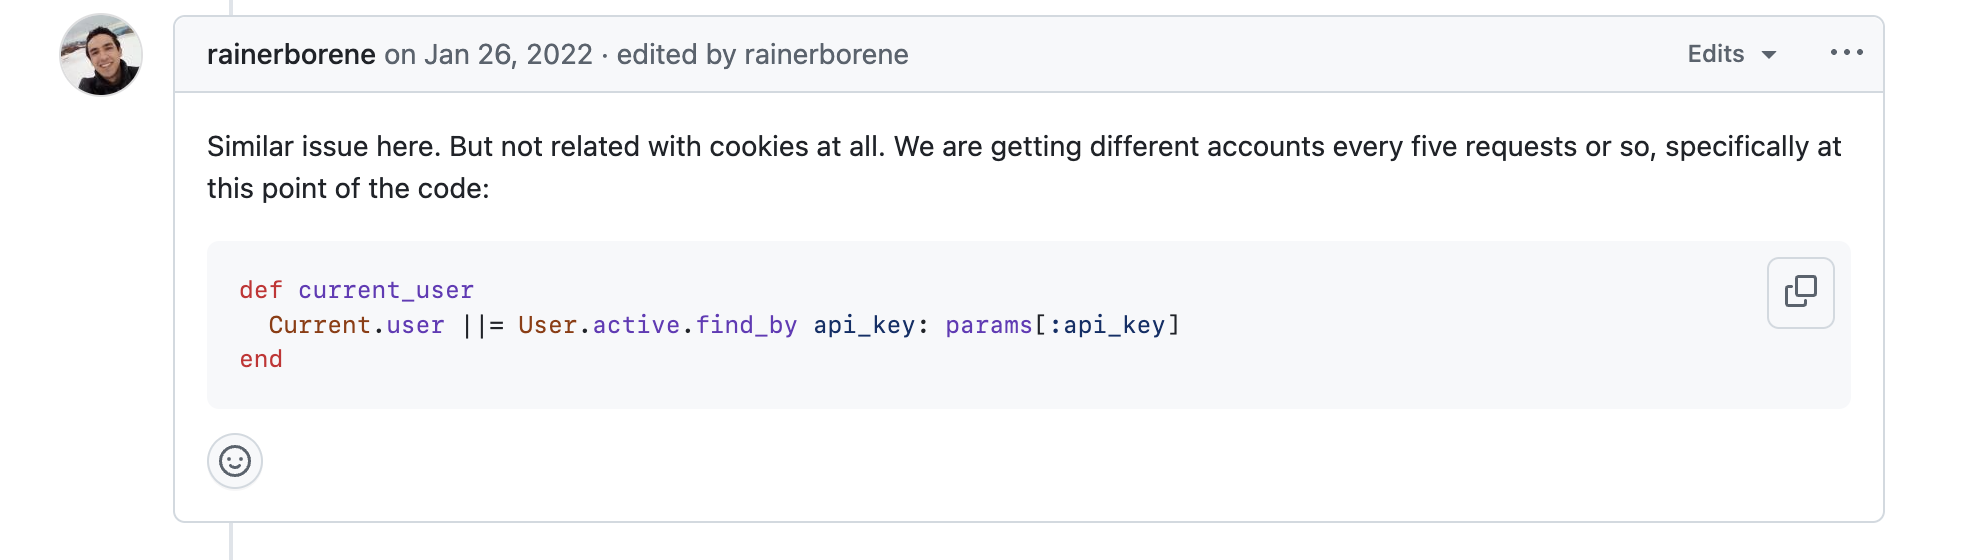 rainerborene on Jan 26, 2022 · edited by rainerborene
Edits
Similar issue here. But not related with cookies at all. We are getting different accounts every five requests or so, specifically at
this point of the code:
def current_user
  Current.user ||= User.active.find_by api_key: params[:api_key]
end